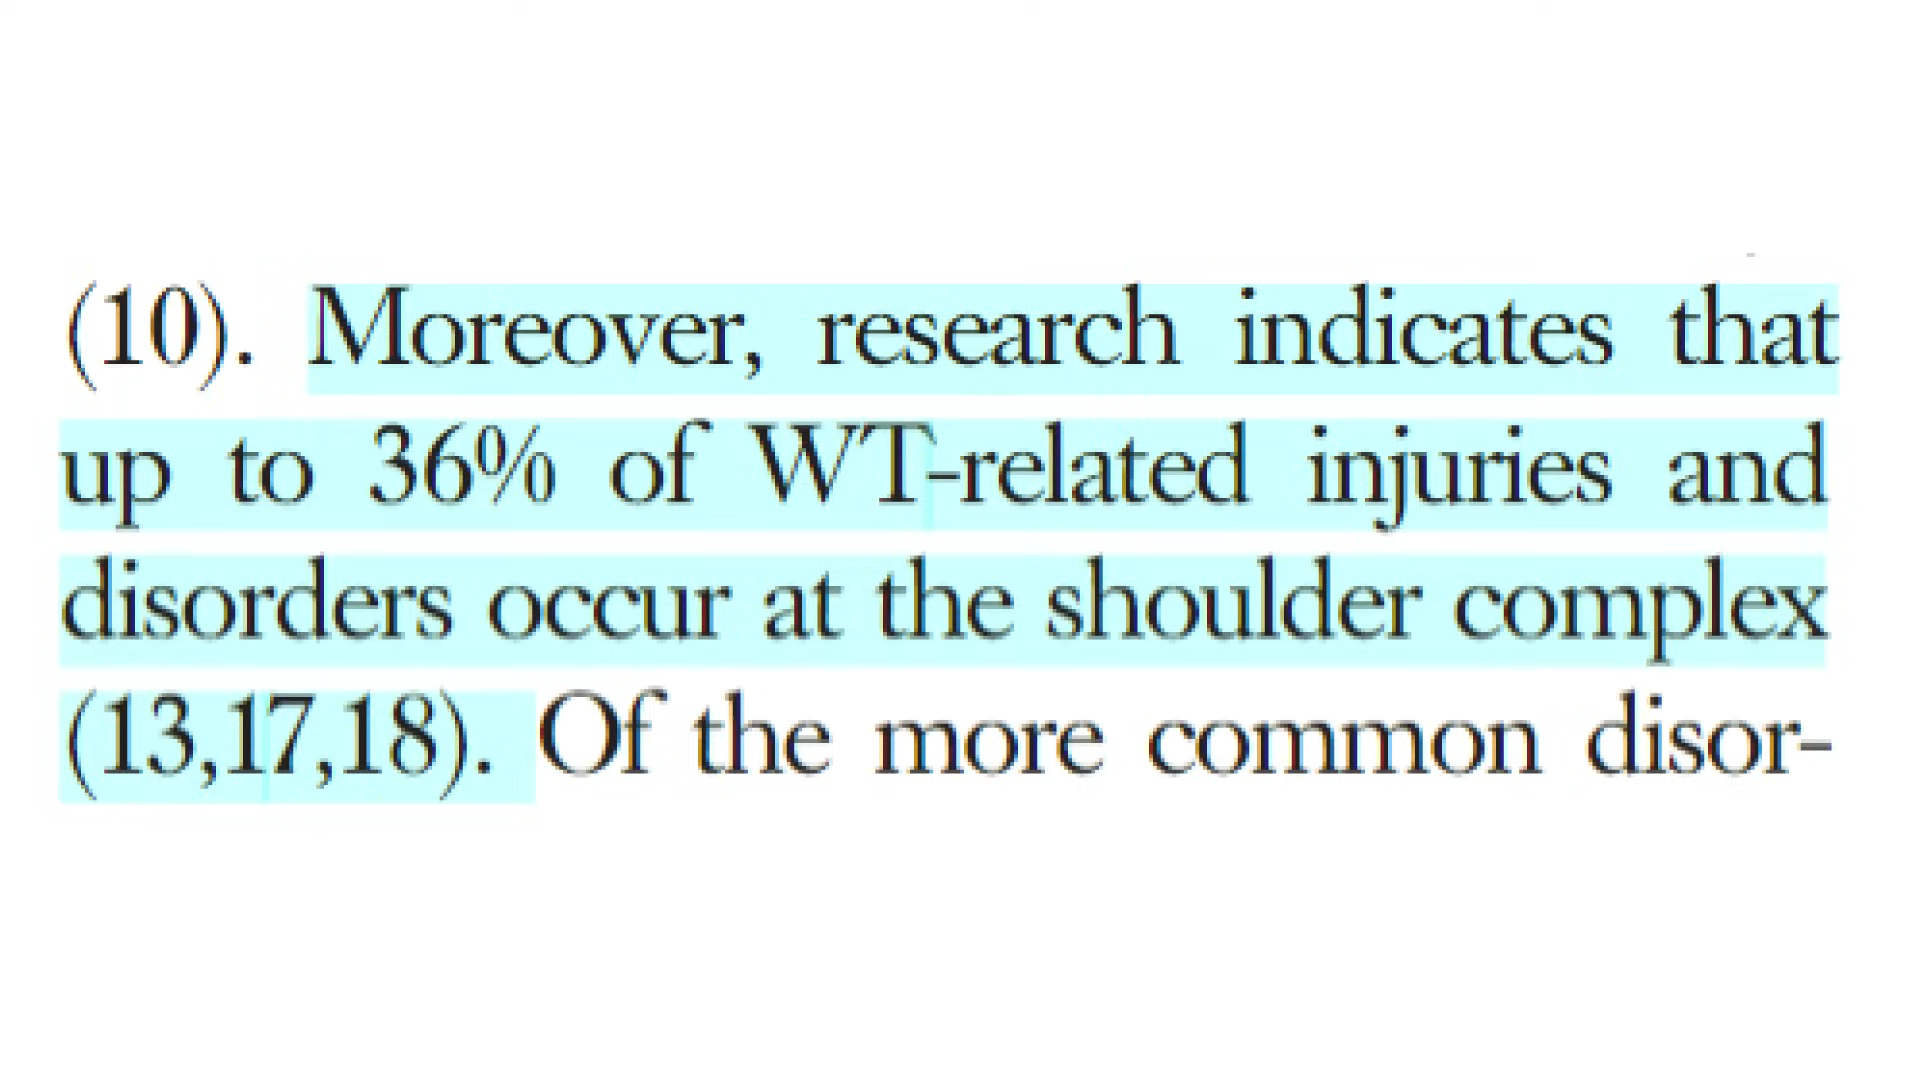 (10). Moreover, research indicates that
up to 36% of WT-related injuries and
disorders occur at the shoulder complex
(13,17,18). Of the more common disor-